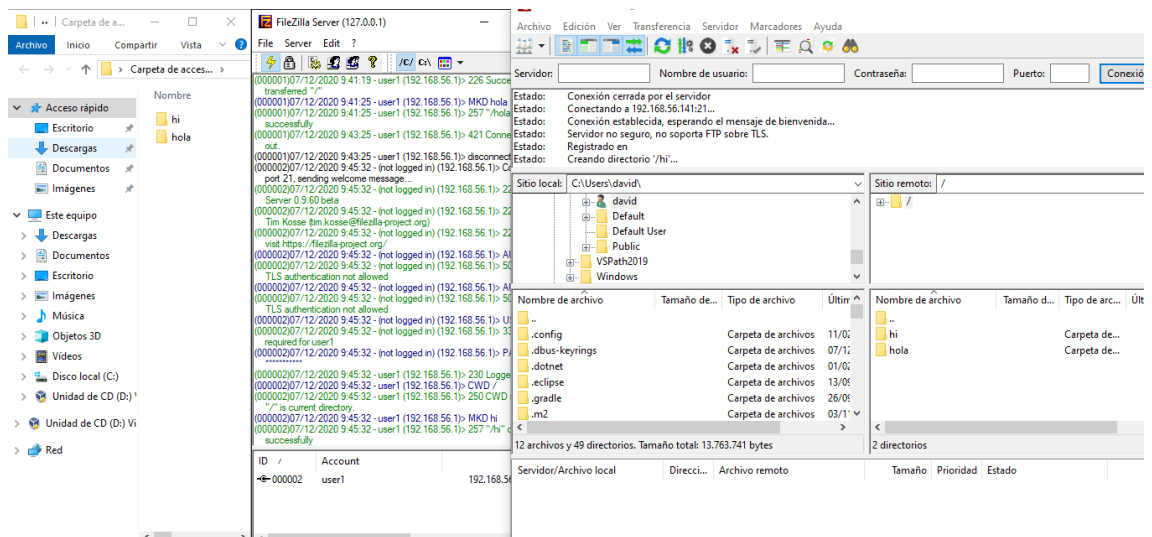 Carpeta de a...
Archivo
Inicio
Compartir
Vista
Carpeta de acces...
Nombre
Acceso rápido
hi
Escritorio
hola
Descargas
Documentos
Imágenes
Este equipo
Descargas
Documentos
Escritorio
Imágenes
Música
Objetos 3D
Vídeos
Disco local (C:)
Unidad de CD (D:)
Unidad de CD (D:) Vi
Red
FileZilla Server (127.0.0.1)
File Server Edit ?
/C/ C:\
(000001)07/12/2020 9:41:19 - user1 (192.168.56.1)> 226 Succe
transferred "/"
(000001)07/12/2020 9:41:25 - user1 (192.168.56.1)> MKD hola
(000001)07/12/2020 9:41:25 - user1 (192.168.56.1)> 257 "/hola
successfully
(000001)07/12/2020 9:43:25 - user1 (192.168.56.1)> 421 Conne
out.
(000001)07/12/2020 9:43:25 - user1 (192.168.56.1)> disconnect
(000002)07/12/2020 9:45:32 - (not logged in) (192.168.56.1)> Co
port 21, sending welcome message...
(000002)07/12/2020 9:45:32 - (not logged in) (192.168.56.1)> 22
Server 0.9.60 beta
(000002)07/12/2020 9:45:32 - (not logged in) (192.168.56.1)> 22
Tim Kosse (tim.kosse@filezilla-project.org)
(000002)07/12/2020 9:45:32 - (not logged in) (192.168.56.1)> 22
visit https://filezilla-project.org/
(000002)07/12/2020 9:45:32 - (not logged in) (192.168.56.1)> AU
(000002)07/12/2020 9:45:32 - (not logged in) (192.168.56.1)> 50
TLS authentication not allowed
(000002)07/12/2020 9:45:32 - (not logged in) (192.168.56.1)> AU
(000002)07/12/2020 9:45:32 - (not logged in) (192.168.56.1)> 50
TLS authentication not allowed
(000002)07/12/2020 9:45:32 - (not logged in) (192.168.56.1)> US
(000002)07/12/2020 9:45:32 - (not logged in) (192.168.56.1)> 33
required for user1
(000002)07/12/2020 9:45:32 - (not logged in) (192.168.56.1)> PA
***********
(000002)07/12/2020 9:45:32 - user1 (192.168.56.1)> 230 Logge
(000002)07/12/2020 9:45:32 - user1 (192.168.56.1)> CWD /
(000002)07/12/2020 9:45:32 - user1 (192.168.56.1)> 250 CWD
"/" is current directory.
(000002)07/12/2020 9:45:32 - user1 (192.168.56.1)> MKD hi
(000002)07/12/2020 9:45:32 - user1 (192.168.56.1)> 257 "/hi" c
successfully
ID / Account
000002 user1 192.168.56
Archivo Edición Ver Transferencia Servidor Marcadores Ayuda
Servidor: Nombre de usuario: Contraseña: Puerto: Conexió
Estado: Conexión cerrada por el servidor
Estado: Conectando a 192.168.56.141:21...
Estado: Conexión establecida, esperando el mensaje de bienvenida...
Estado: Servidor no seguro, no soporta FTP sobre TLS.
Estado: Registrado en
Estado: Creando directorio '/hi'...
Sitio local: C:\Users\david\
david
Default
Default User
Public
VSPath2019
Windows
Sitio remoto: /
/
Nombre de archivo Tamaño de... Tipo de archivo Últim
..
.config Carpeta de archivos 11/02
.dbus-keyrings Carpeta de archivos 07/12
.dotnet Carpeta de archivos 01/02
.eclipse Carpeta de archivos 13/09
.gradle Carpeta de archivos 26/09
.m2 Carpeta de archivos 03/1
12 archivos y 49 directorios. Tamaño total: 13.763.741 bytes
Nombre de archivo Tamaño d... Tipo de arc... Últ
..
hi Carpeta de...
hola Carpeta de...
2 directorios
Servidor/Archivo local Direcci... Archivo remoto Tamaño Prioridad Estado